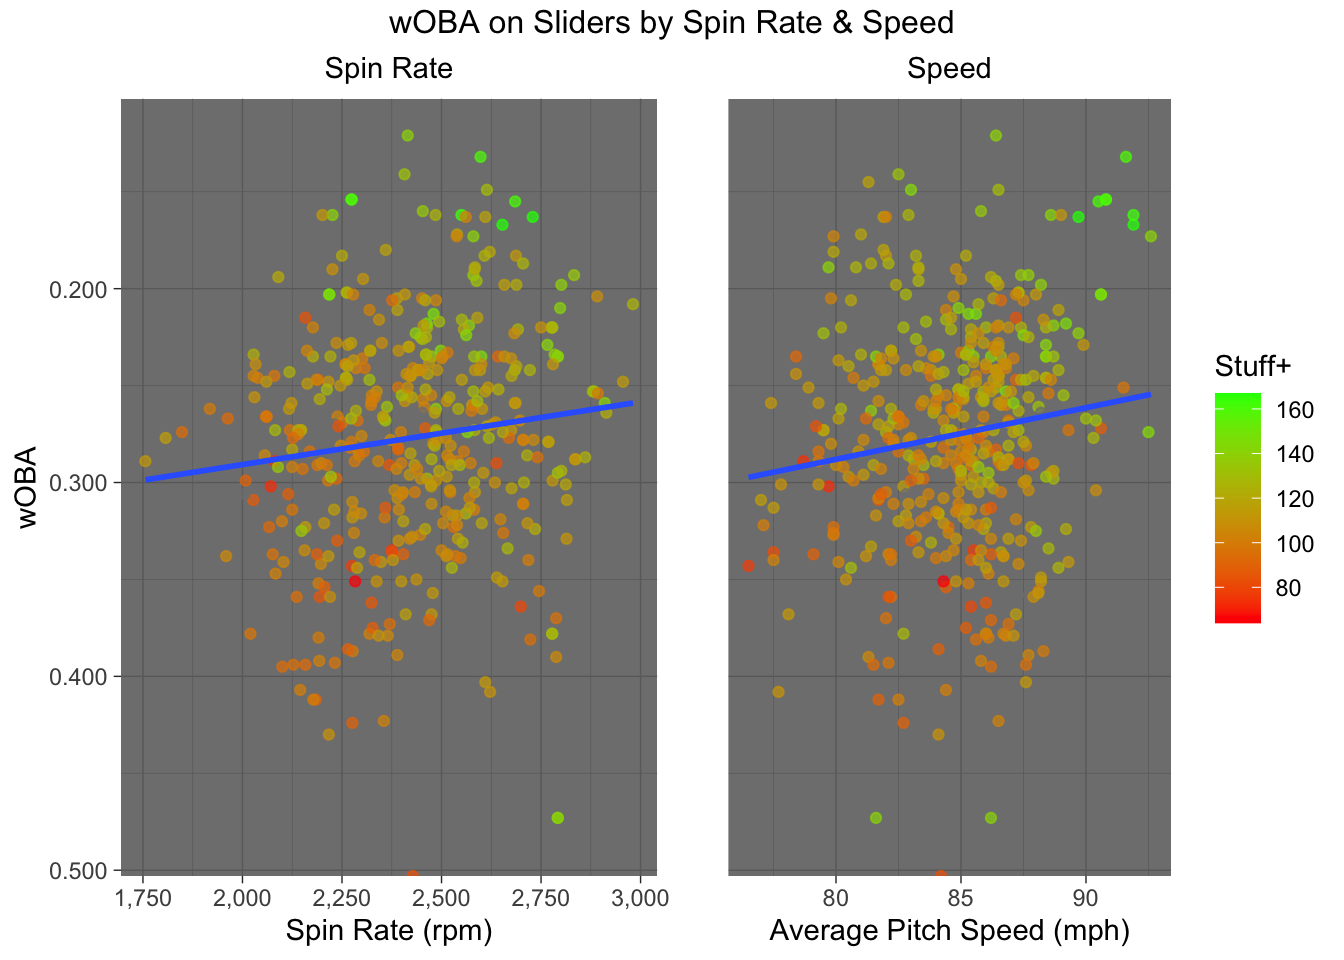 wOBA on Sliders by Spin Rate & Speed
Spin Rate
Speed
wOBA
0.200
0.300
0.400
0.500
1,750 2,000 2,250 2,500 2,750 3,000
80 85 90
Spin Rate (rpm)
Average Pitch Speed (mph)
Stuff+
160
140
120
100
80